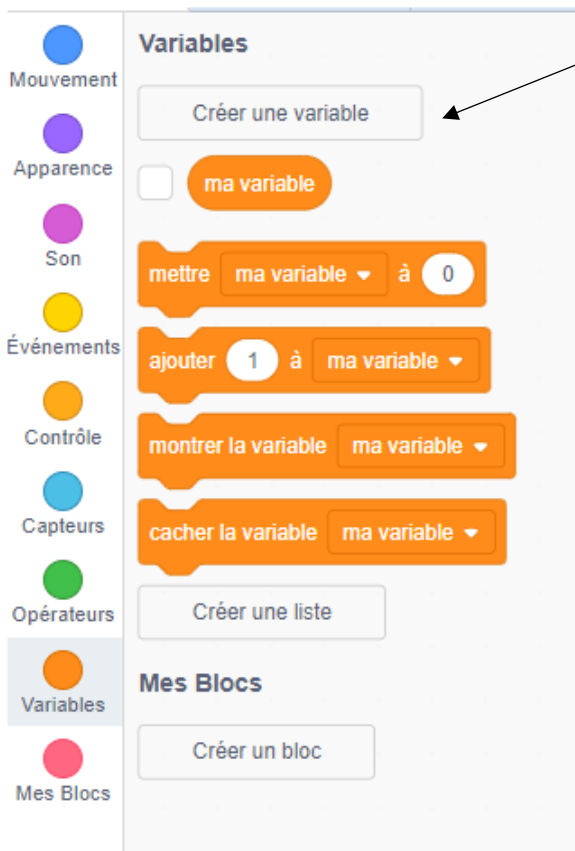 Mouvement
Apparence
Son
Événements
Contrôle
Capteurs
Opérateurs
Variables
Mes Blocs
Variables
Créer une variable
ma variable
mettre ma variable à 0
ajouter 1 à ma variable
montrer la variable ma variable
cacher la variable ma variable
Créer une liste
Mes Blocs
Créer un bloc